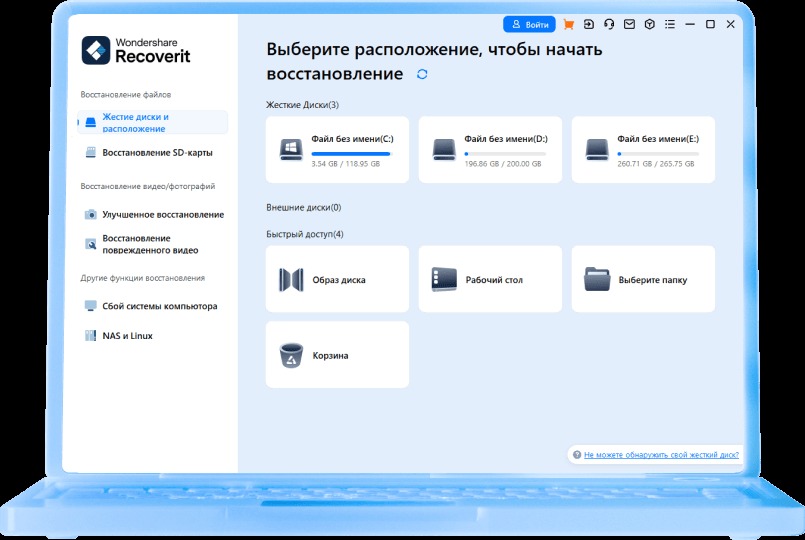 Войти
Wondershare
Recoverit
Выберите расположение, чтобы начать
восстановление
Восстановление файлов
Жестие диски и
расположение
Восстановление SD-карты
Восстановление видео/фотографий
Улучшенное восстановление
Восстановление
поврежденного видео
Другие функции восстановления
Сбой системы компьютора
NAS и Linux
Жесткие Диски(3)
Файл без имени(C:)
3.54 GB / 118.95 GB
Файл без имени(D:)
196.86 GB / 200.00 GB
Файл без имени(E:)
260.71 GB / 265.75 GB
Внешние диски(0)
Быстрый доступ(4)
Образ диска
Рабочий стол
Выберите папку
Корзина
Не можете обнаружить свой жесткий диск?